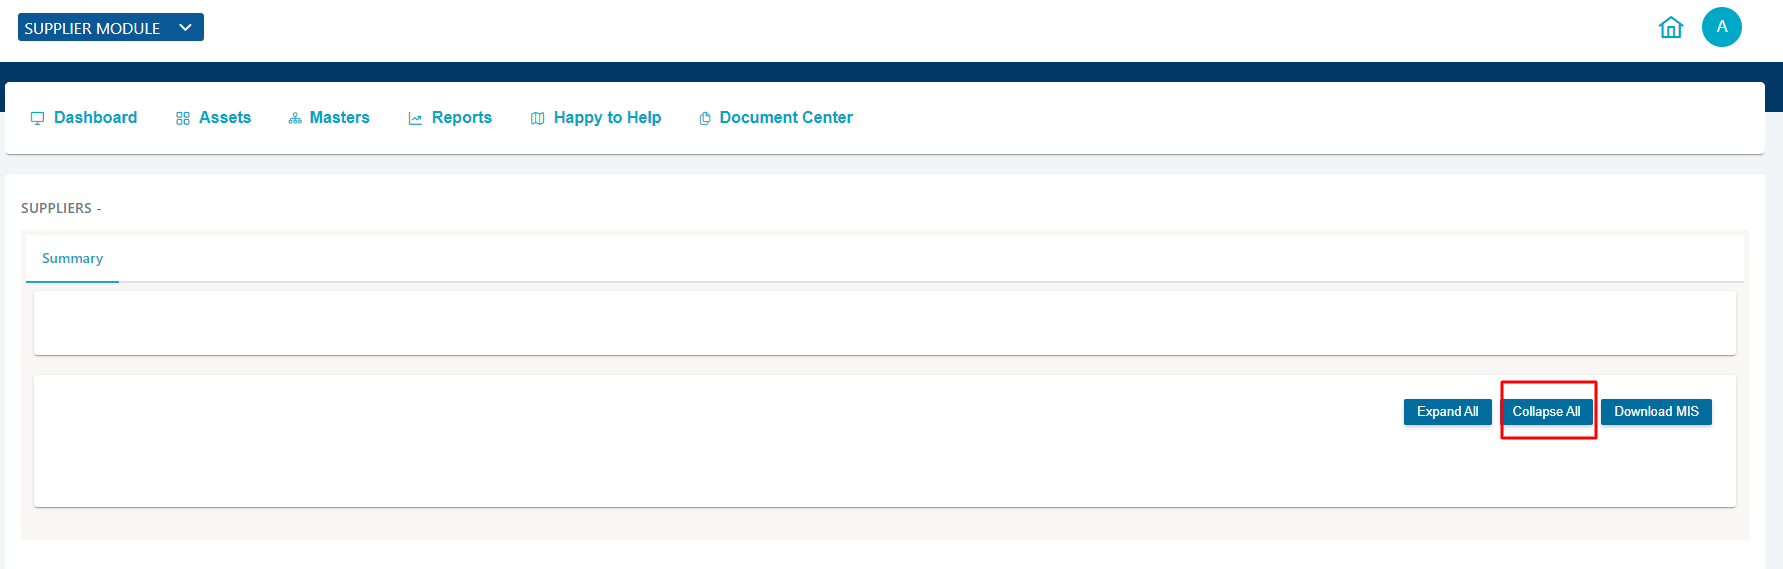 SUPPLIER MODULE
A
Dashboard Assets Masters Reports Happy to Help Document Center
SUPPLIERS -
Summary
Expand All Collapse All Download MIS